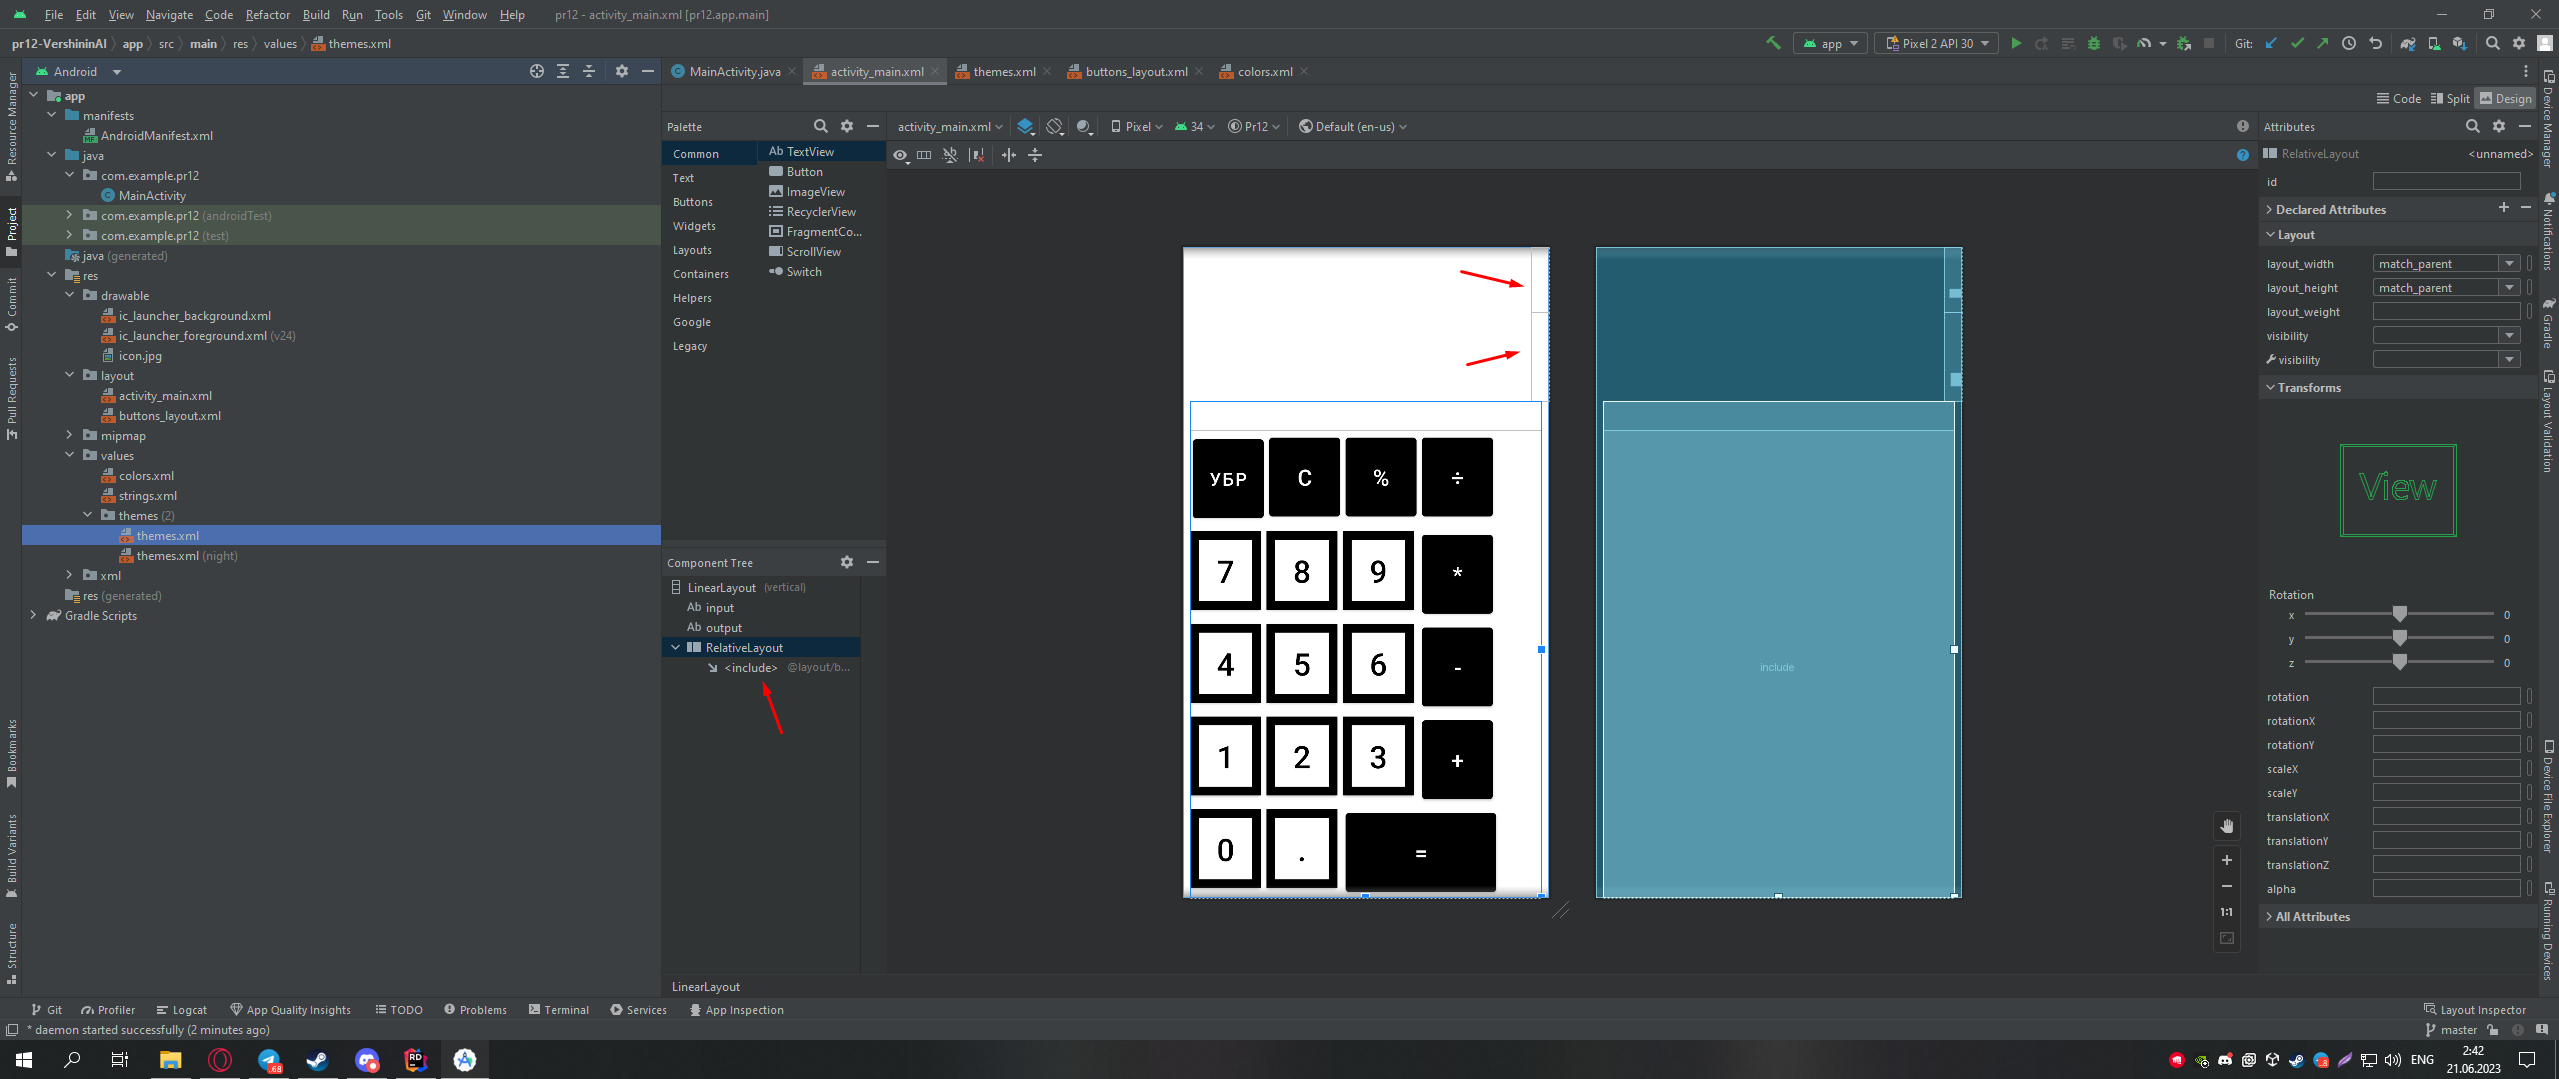 File Edit View Navigate Code Refactor Build Run Tools Git Window Help pr12 - activity_main.xml [pr12.app.main]
pr12-VershininAI app src main res values themes.xml
app Pixel 2 API 30 Git:
Android
MainActivity.java activity_main.xml themes.xml buttons_layout.xml colors.xml
Code Split Design
app
manifests
AndroidManifest.xml
java
com.example.pr12
MainActivity
com.example.pr12 (androidTest)
com.example.pr12 (test)
java (generated)
res
drawable
ic_launcher_background.xml
ic_launcher_foreground.xml (v24)
icon.jpg
layout
activity_main.xml
buttons_layout.xml
mipmap
values
colors.xml
strings.xml
themes (2)
themes.xml
themes.xml (night)
xml
res (generated)
Gradle Scripts
Resource Manager
Project
Commit
Pull Requests
Bookmarks
Build Variants
Structure
Palette
Common
Text
Buttons
Widgets
Layouts
Containers
Helpers
Google
Legacy
Ab TextView
Button
ImageView
RecyclerView
FragmentCo...
ScrollView
Switch
Component Tree
LinearLayout (vertical)
Ab input
Ab output
RelativeLayout
<include> @layout/b...
activity_main.xml Pixel 34 Pr12 Default (en-us)
УБР C % ÷
7 8 9 *
4 5 6 -
1 2 3 +
0 . =
include
1:1
LinearLayout
Attributes
RelativeLayout <unnamed>
id
Declared Attributes
Layout
layout_width match_parent
layout_height match_parent
layout_weight
visibility
visibility
Transforms
View
Rotation
x 0
y 0
z 0
rotation
rotationX
rotationY
scaleX
scaleY
translationX
translationY
translationZ
alpha
All Attributes
Device Manager
Notifications
Gradle
Layout Validation
Device File Explorer
Running Devices
Git Profiler Logcat App Quality Insights TODO Problems Terminal Services App Inspection Layout Inspector
* daemon started successfully (2 minutes ago) master
.68 RD ENG 2:42
21.06.2023